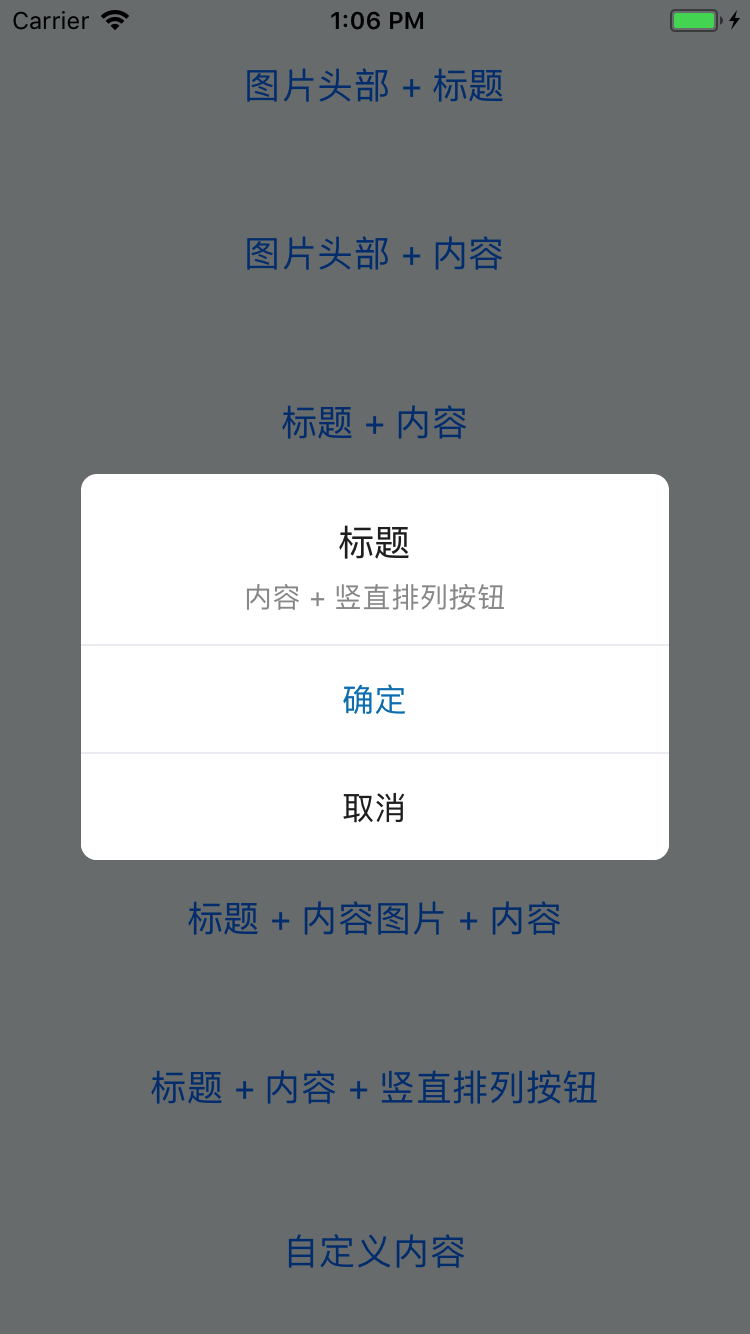 Carrier 1:06 PM
图片头部 + 标题
图片头部 + 内容
标题 + 内容
标题
内容 + 竖直排列按钮
确定
取消
标题 + 内容图片 + 内容
标题 + 内容 + 竖直排列按钮
自定义内容